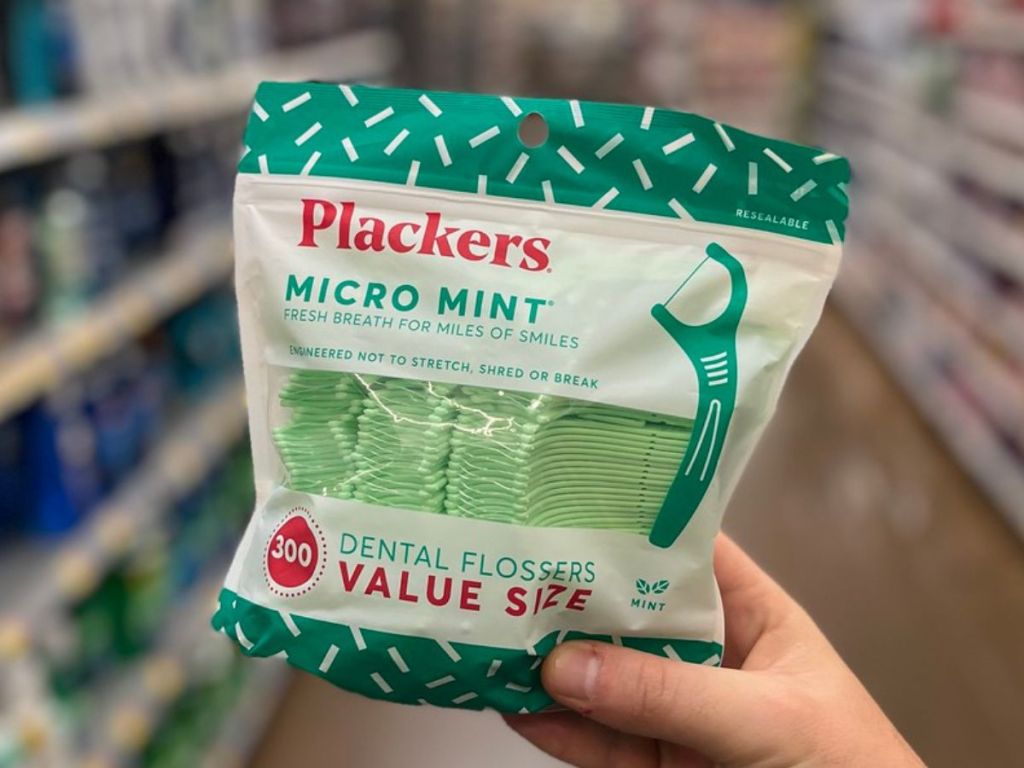 RESEALABLE
Plackers®
MICRO MINT®
FRESH BREATH FOR MILES OF SMILES
ENGINEERED NOT TO STRETCH, SHRED OR BREAK
300
DENTAL FLOSSERS
VALUE SIZE
MINT